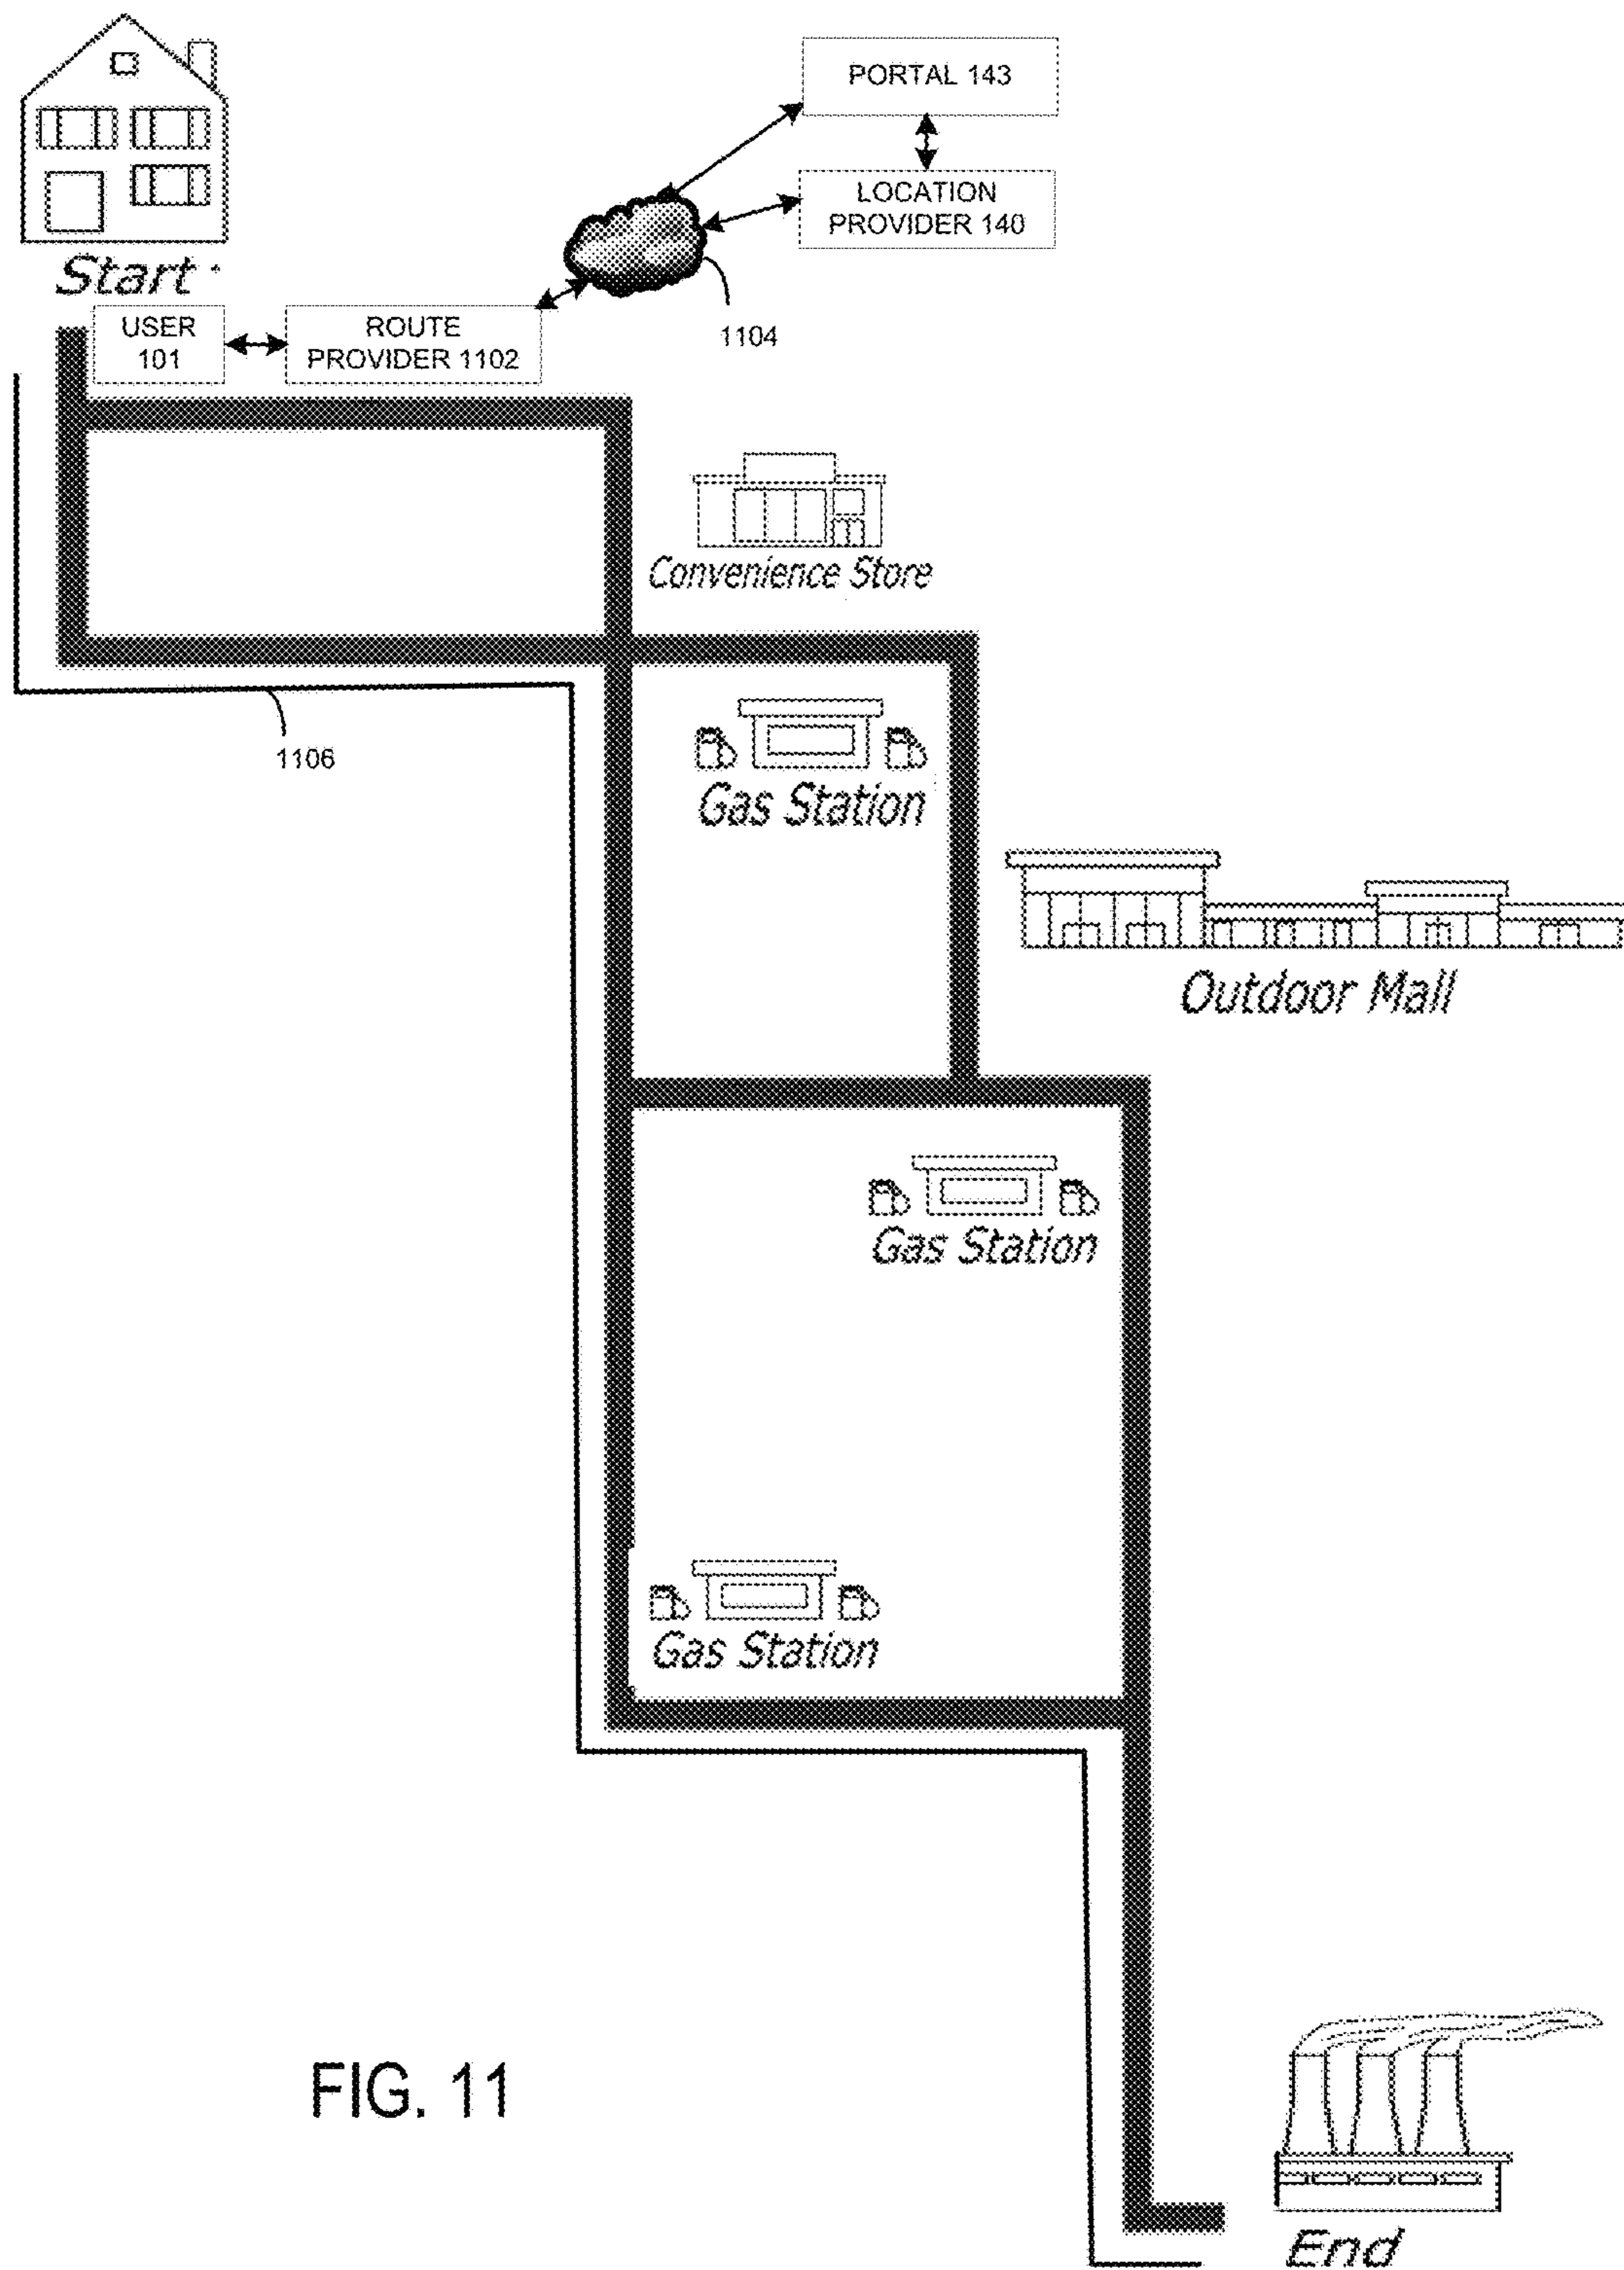 PORTAL 143
LOCATION
PROVIDER 140
Start
USER
101
ROUTE
PROVIDER 1102
1104
Convenience Store
1106
Gas Station
Outdoor Mall
Gas Station
Gas Station
FIG. 11
End